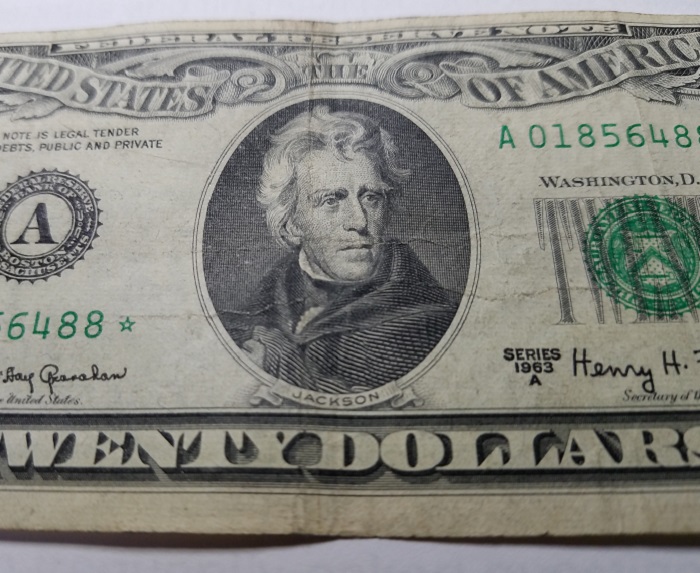 FEDERAL RESERVE NOTE
UNITED STATES THE OF AMERICA
NOTE IS LEGAL TENDER
DEBTS, PUBLIC AND PRIVATE
A 01856488
WASHINGTON, D.
A
56488 ☆
SERIES
1963
A
Henry H. F
Secretary of
United States.
JACKSON
TWENTY DOLLARS